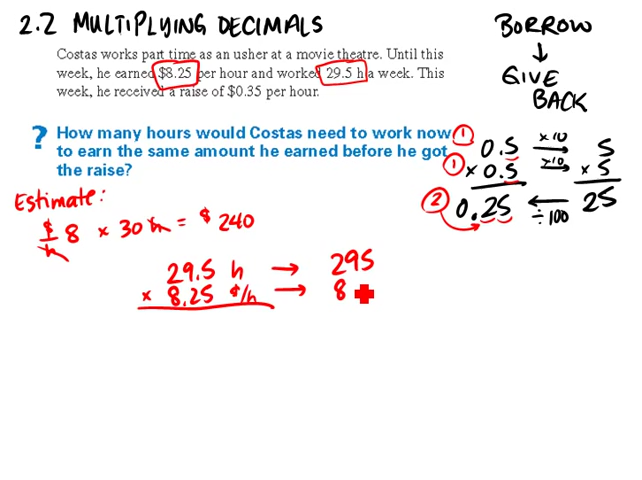 2.2 MULTIPLYING DECIMALS
Costas works part time as an usher at a movie theatre. Until this
week, he earned $8.25 per hour and worked 29.5 h a week. This
week, he received a raise of $0.35 per hour.
? How many hours would Costas need to work now
to earn the same amount he earned before he got
the raise?
Estimate:
$/h 8 × 30 h = $240
29.5 h → 295
× 8.25 $/h → 8
BORROW
↓
GIVE
BACK
① 0.5 ×10 → 5
① × 0.5 ×10 → × 5
② 0.25 ← ÷100 25